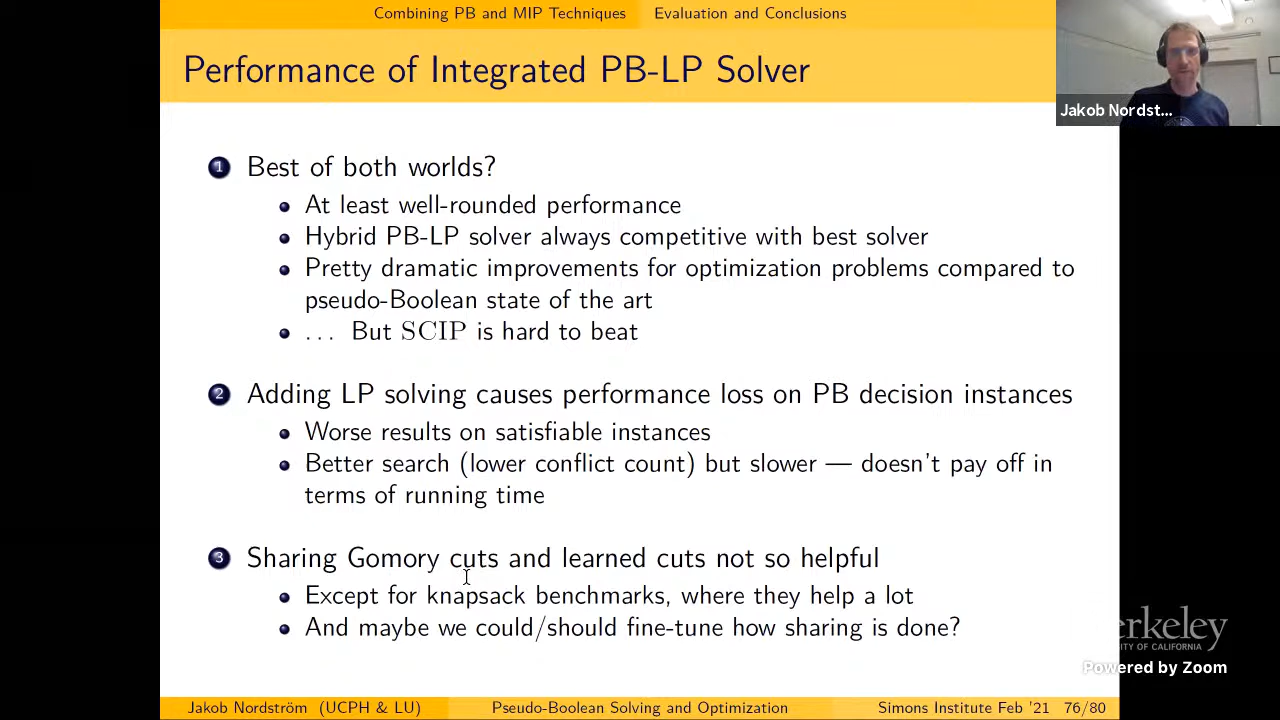 Combining PB and MIP Techniques Evaluation and Conclusions
Performance of Integrated PB-LP Solver
Jakob Nordst...
1 Best of both worlds?
At least well-rounded performance
Hybrid PB-LP solver always competitive with best solver
Pretty dramatic improvements for optimization problems compared to
pseudo-Boolean state of the art
... But SCIP is hard to beat
2 Adding LP solving causes performance loss on PB decision instances
Worse results on satisfiable instances
Better search (lower conflict count) but slower — doesn't pay off in
terms of running time
3 Sharing Gomory cuts and learned cuts not so helpful
Except for knapsack benchmarks, where they help a lot
And maybe we could/should fine-tune how sharing is done?
erkeley
TY OF CALIFORNIA
Powered by Zoom
Jakob Nordström (UCPH & LU) Pseudo-Boolean Solving and Optimization Simons Institute Feb '21 76/80